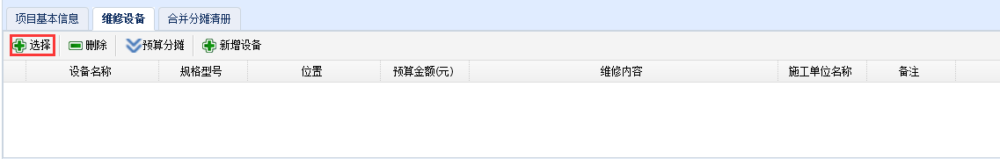 项目基本信息 维修设备 合并分摊清册
选择 删除 预算分摊 新增设备
设备名称 规格型号 位置 预算金额(元) 维修内容 施工单位名称 备注